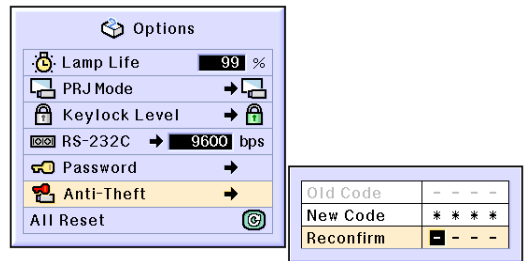 Options
Lamp Life 99 %
PRJ Mode
Keylock Level
RS-232C 9600 bps
Password
Anti-Theft
All Reset
Old Code - - - -
New Code * * * *
Reconfirm - - - -